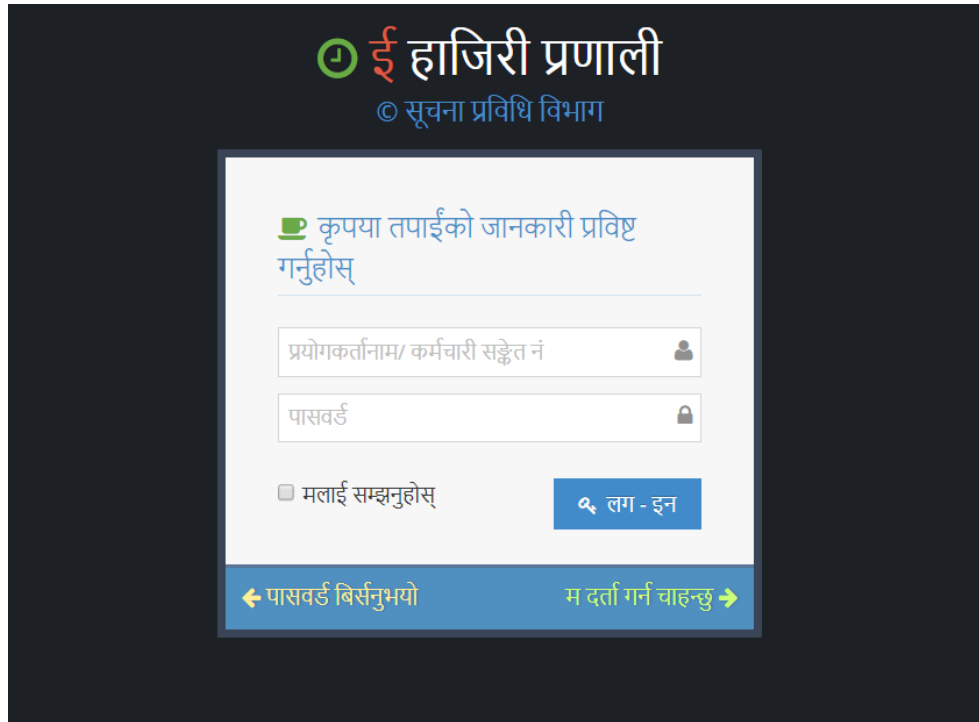 ई हाजिरी प्रणाली
© सूचना प्रविधि विभाग
कृपया तपाईंको जानकारी प्रविष्ट
गर्नुहोस्
प्रयोगकर्तानाम/ कर्मचारी सङ्केत नं
पासवर्ड
मलाई सम्झनुहोस्
लग - इन
पासवर्ड बिर्सनुभयो
म दर्ता गर्न चाहन्छु